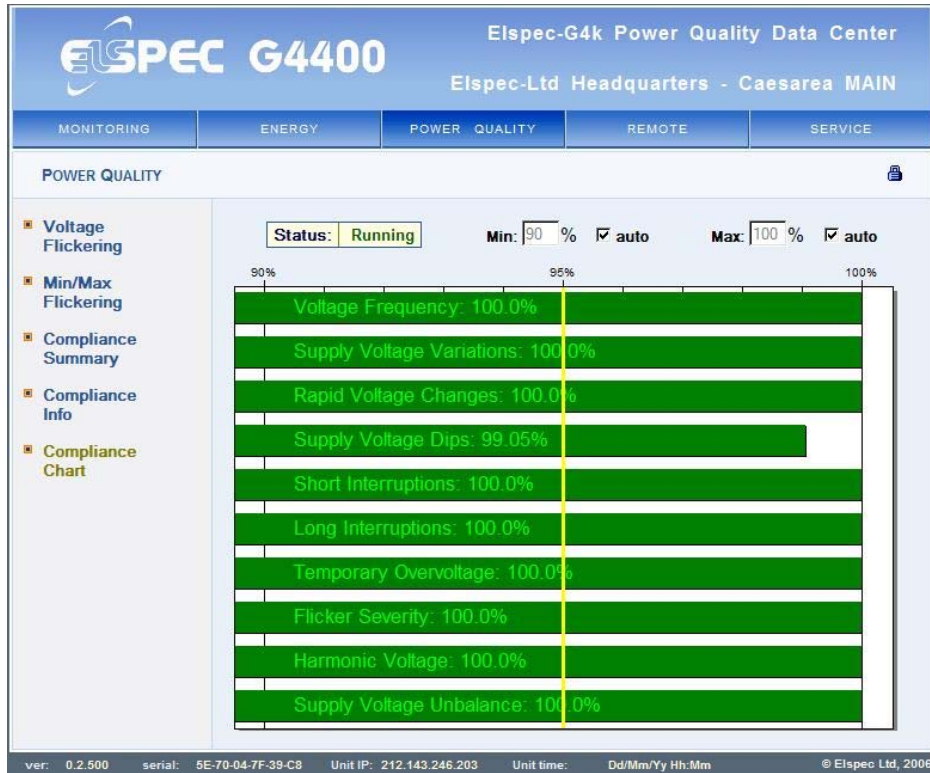 ELSPEC G4400
Elspec-G4k Power Quality Data Center
Elspec-Ltd Headquarters - Caesarea MAIN
MONITORING ENERGY POWER QUALITY REMOTE SERVICE
POWER QUALITY
Voltage
Flickering
Min/Max
Flickering
Compliance
Summary
Compliance
Info
Compliance
Chart
Status: Running Min: 90 % auto Max: 100 % auto
90% 95% 100%
Voltage Frequency: 100.0%
Supply Voltage Variations: 100.0%
Rapid Voltage Changes: 100.0%
Supply Voltage Dips: 99.05%
Short Interruptions: 100.0%
Long Interruptions: 100.0%
Temporary Overvoltage: 100.0%
Flicker Severity: 100.0%
Harmonic Voltage: 100.0%
Supply Voltage Unbalance: 100.0%
ver: 0.2.500 serial: 5E-70-04-7F-39-C8 Unit IP: 212.143.246.203 Unit time: Dd/Mm/Yy Hh:Mm © Elspec Ltd, 2006